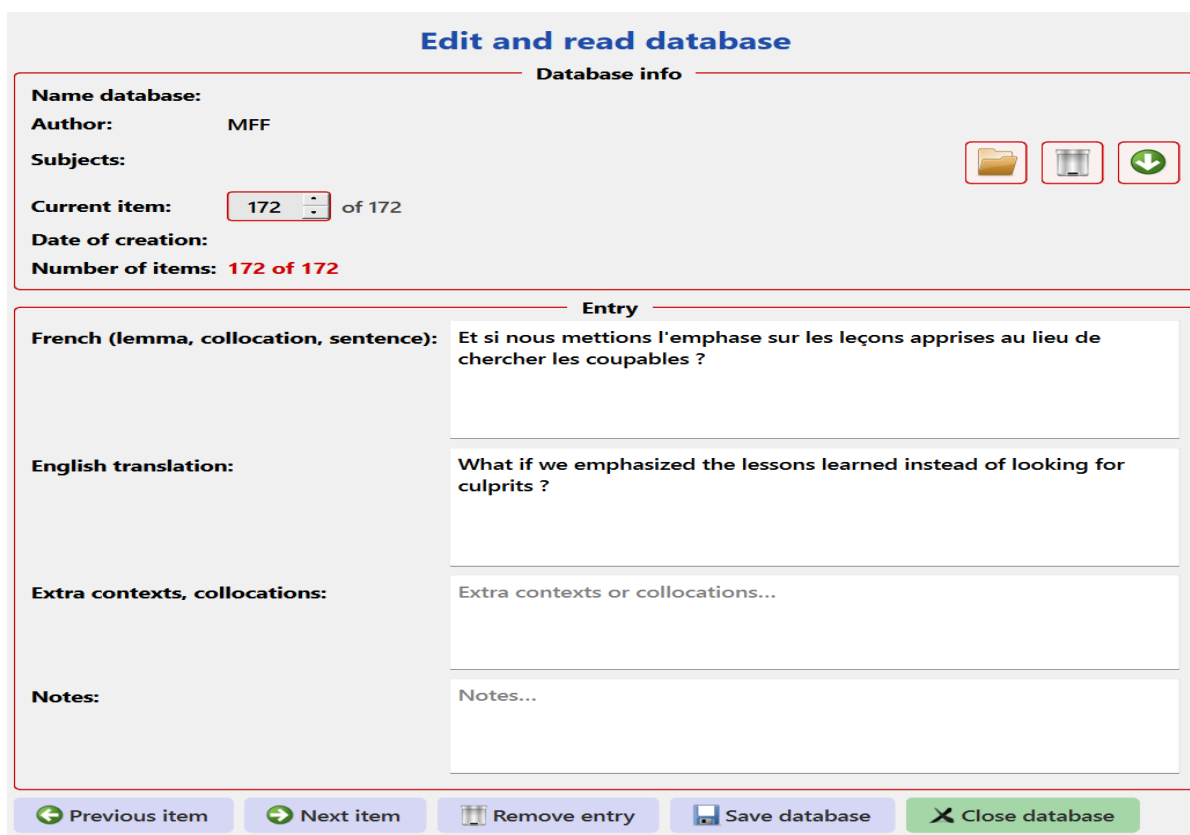 Edit and read database
Database info
Name database:
Author: MFF
Subjects:
Current item: 172 of 172
Date of creation:
Number of items: 172 of 172
Entry
French (lemma, collocation, sentence): Et si nous mettions l'emphase sur les leçons apprises au lieu de
chercher les coupables ?
English translation: What if we emphasized the lessons learned instead of looking for
culprits ?
Extra contexts, collocations: Extra contexts or collocations...
Notes: Notes...
Previous item Next item Remove entry Save database Close database